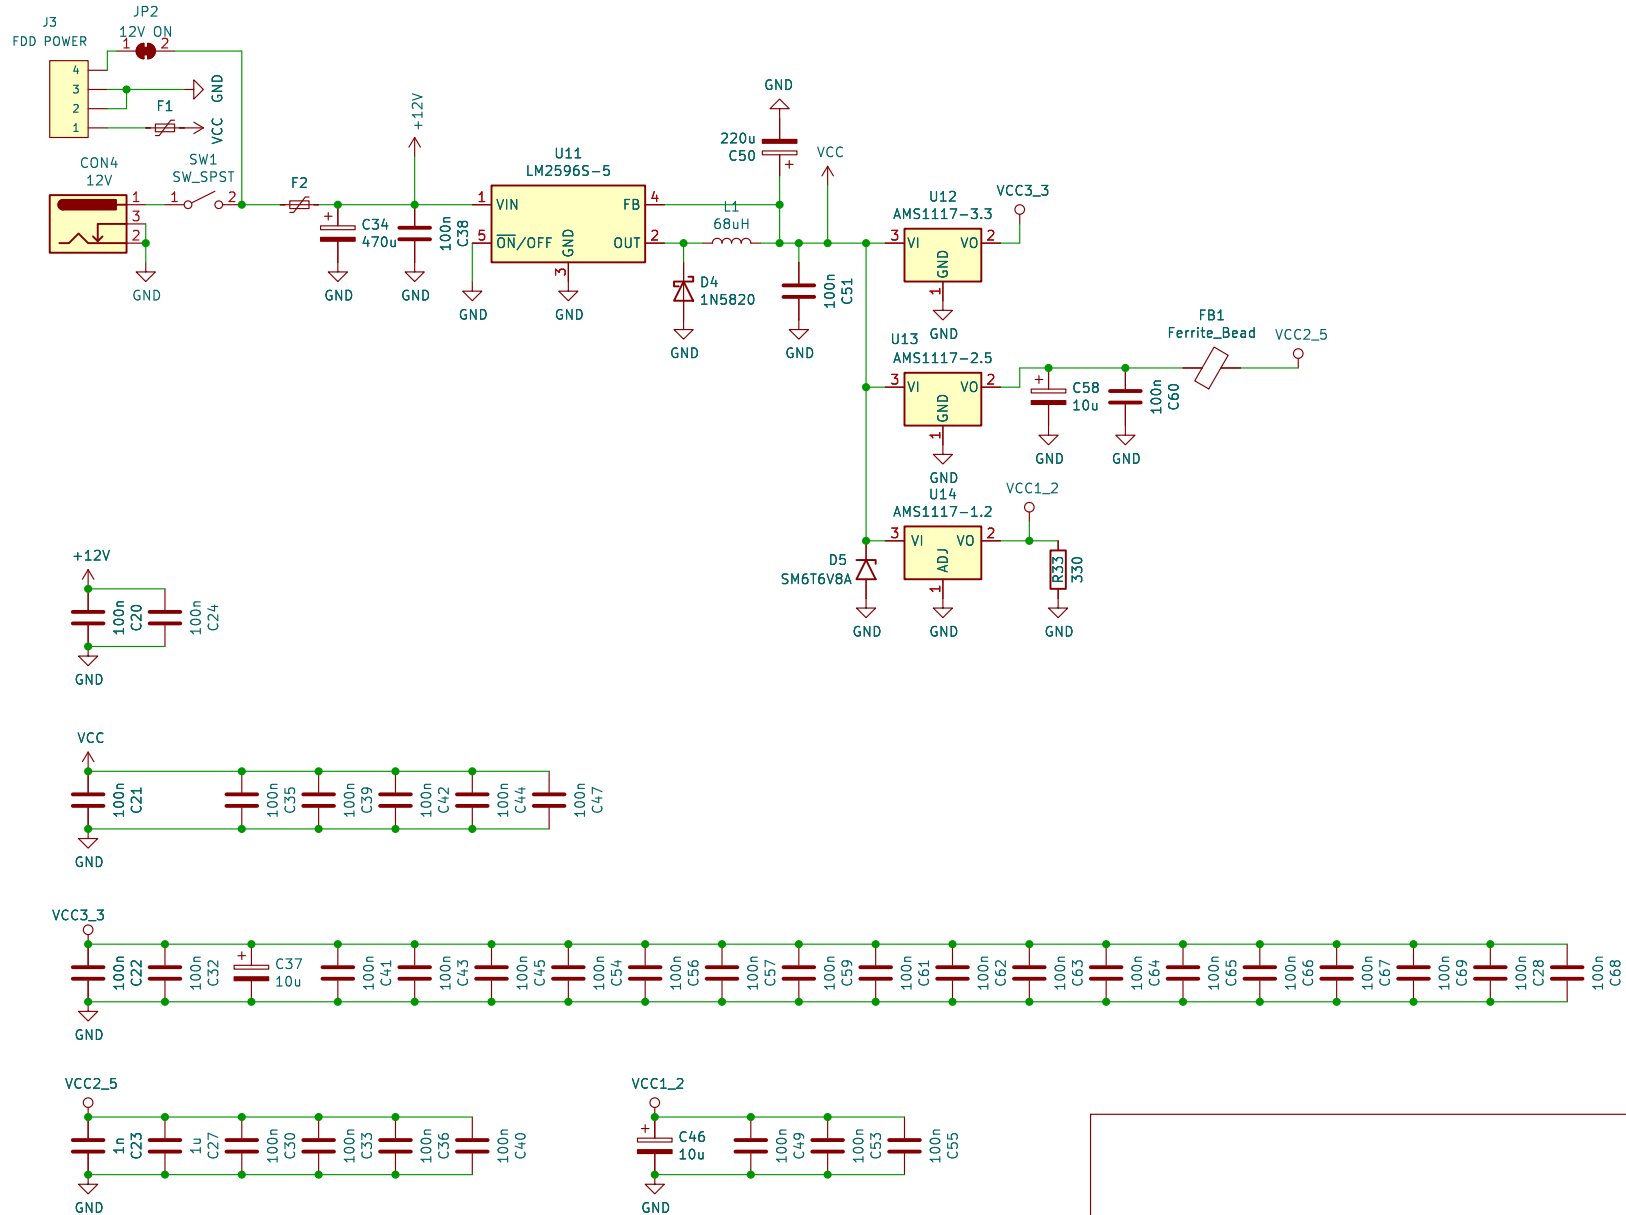 J3
FDD POWER
4
3
2
1
JP2
12V ON
1 2
GND
F1
VCC
CON4
12V
1
3
2
GND
SW1
SW_SPST
1 2
F2
+
C34
470u
GND
+12V
100n
C38
GND
U11
LM2596S-5
1 VIN
5 ON/OFF
GND
3
FB 4
OUT 2
GND
GND
D4
1N5820
GND
L1
68uH
GND
220u
C50
+
VCC
100n
C51
GND
U12
AMS1117-3.3
3 VI VO 2
GND
1
GND
VCC3_3
U13
AMS1117-2.5
3 VI VO 2
GND
1
GND
+
C58
10u
GND
100n
C60
GND
FB1
Ferrite_Bead
VCC2_5
U14
AMS1117-1.2
3 VI VO 2
ADJ
1
GND
D5
SM6T6V8A
GND
VCC1_2
R33
330
GND
+12V
100n
C20
100n
C24
GND
VCC
100n
C21
100n
C35
100n
C39
100n
C42
100n
C44
100n
C47
GND
VCC3_3
100n
C22
100n
C32
+
C37
10u
100n
C41
100n
C43
100n
C45
100n
C54
100n
C56
100n
C57
100n
C59
100n
C61
100n
C62
100n
C63
100n
C64
100n
C65
100n
C66
100n
C67
100n
C69
100n
C28
100n
C68
GND
VCC2_5
1n
C23
1u
C27
100n
C30
100n
C33
100n
C36
100n
C40
GND
VCC1_2
+
C46
10u
100n
C49
100n
C53
100n
C55
GND